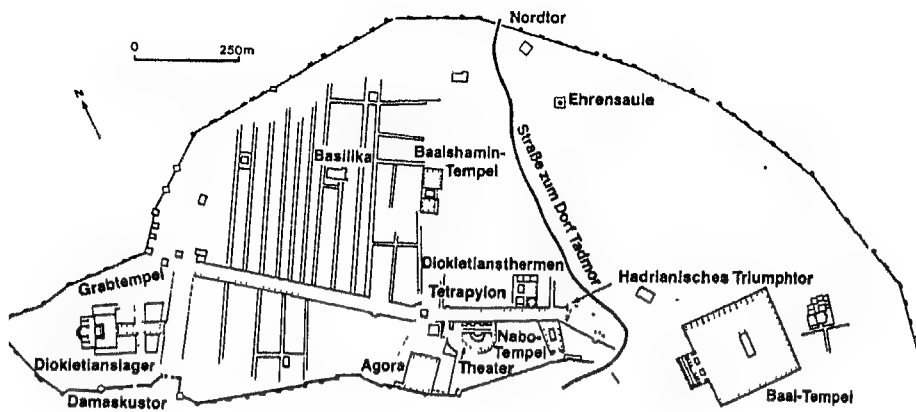 Nordtor
0 250m
N
Ehrensaule
Straße zum Dorf Tadmor
Basilika
Baalshamin-
Tempel
Diokletiansthermen
Hadrianisches Triumphtor
Grabtempel
Tetrapylon
Nabo-
Tempel
Diokletianslager
Agora
Theater
Damaskustor
Baal-Tempel